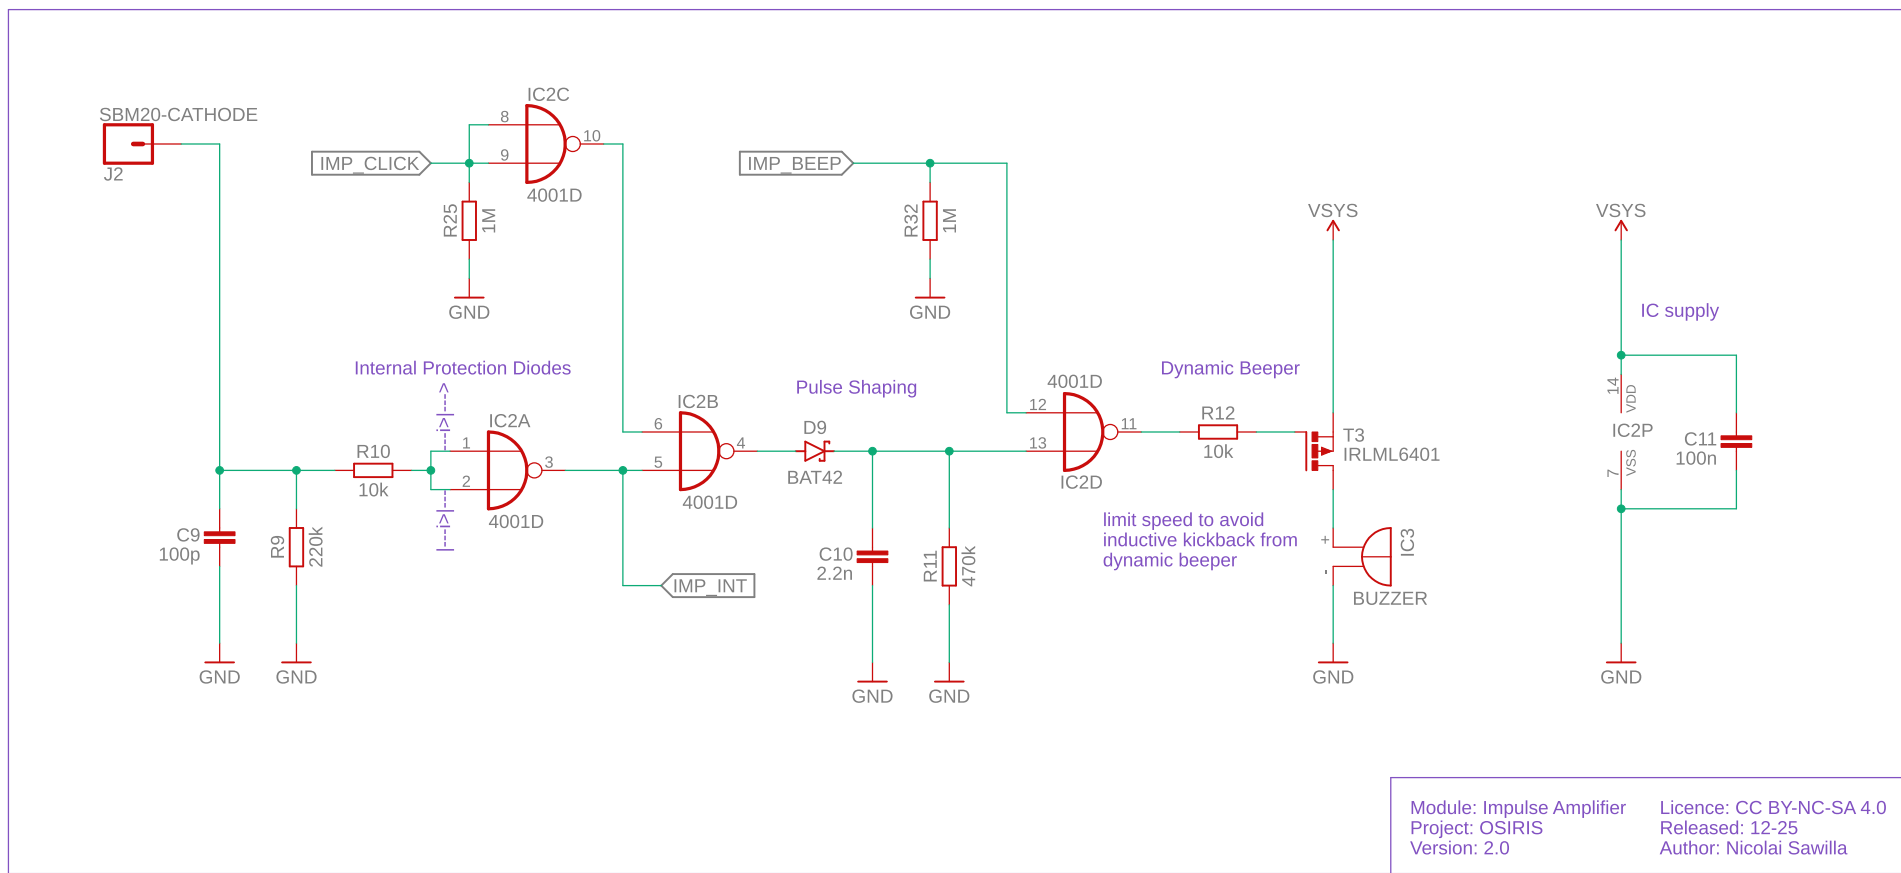 IC2C
SBM20-CATHODE
J2
8
9
10
4001D
IMP_CLICK
R25
1M
GND
IMP_BEEP
R32
1M
GND
VSYS
VSYS
IC supply
Internal Protection Diodes
Pulse Shaping
Dynamic Beeper
IC2A
1
2
3
4001D
R10
10k
C9
100p
R9
220k
GND
GND
IC2B
6
5
4
4001D
IMP_INT
D9
BAT42
C10
2.2n
R11
470k
GND
GND
4001D
12
13
11
IC2D
R12
10k
T3
IRLML6401
limit speed to avoid
inductive kickback from
dynamic beeper
+
-
IC3
BUZZER
GND
14
VDD
IC2P
7
VSS
C11
100n
GND
Module: Impulse Amplifier
Project: OSIRIS
Version: 2.0
Licence: CC BY-NC-SA 4.0
Released: 12-25
Author: Nicolai Sawilla